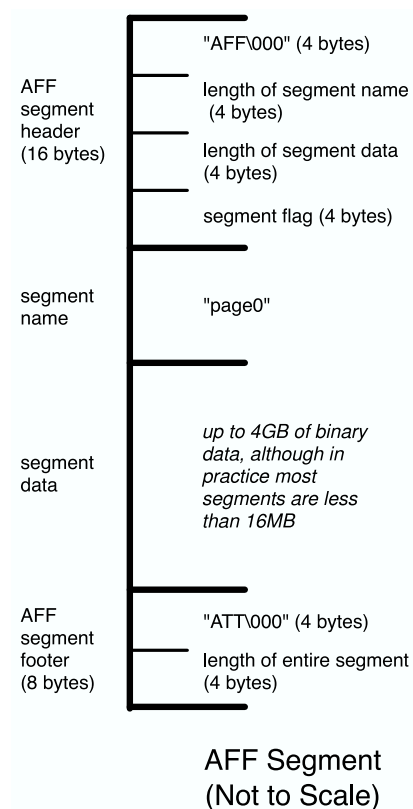 AFF
segment
header
(16 bytes)
"AFF\000" (4 bytes)
length of segment name
(4 bytes)
length of segment data
(4 bytes)
segment flag (4 bytes)
segment
name
"page0"
segment
data
up to 4GB of binary
data, although in
practice most
segments are less
than 16MB
AFF
segment
footer
(8 bytes)
"ATT\000" (4 bytes)
length of entire segment
(4 bytes)
AFF Segment
(Not to Scale)